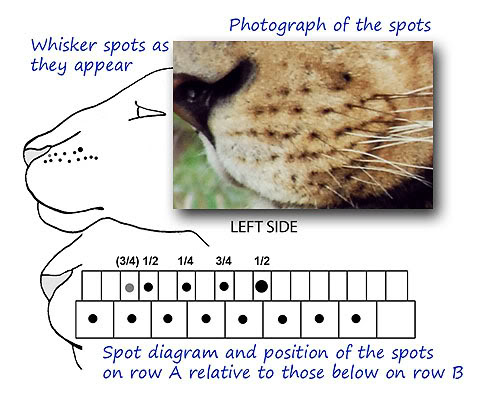 Photograph of the spots
Whisker spots as
they appear
LEFT SIDE
(3/4) 1/2 1/4 3/4 1/2
Spot diagram and position of the spots
on row A relative to those below on row B